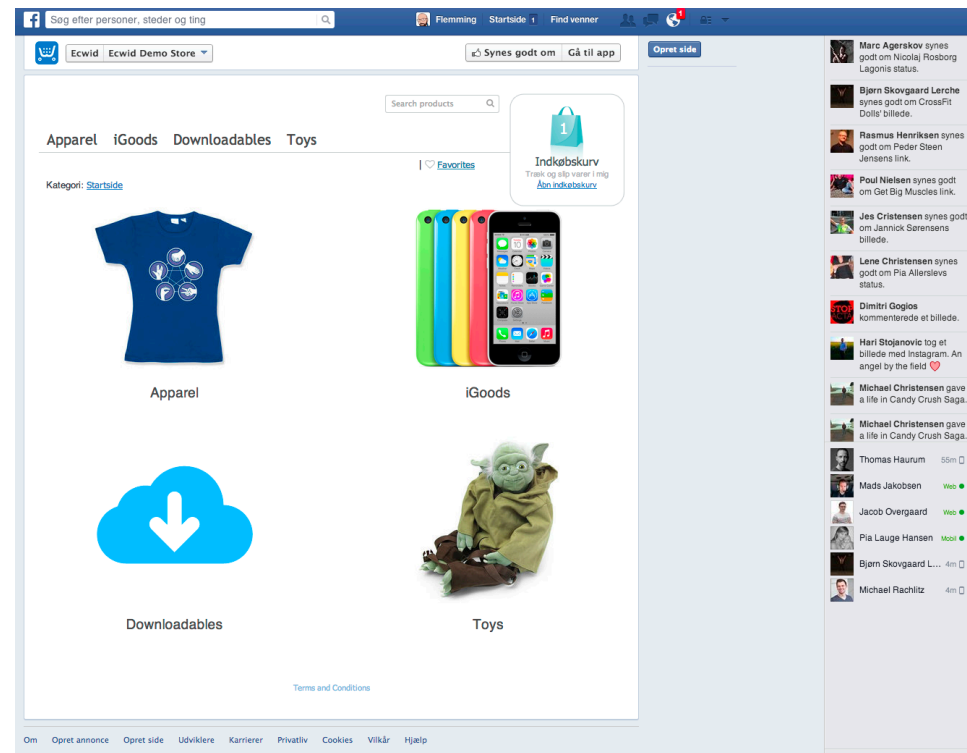 f
Søg efter personer, steder og ting
Flemming Startside 1 Find venner
1
Ecwid Ecwid Demo Store
Synes godt om Gå til app
Opret side
Search products
1
Indkøbskurv
Træk og slip varer i mig
Åbn indkøbskurv
Apparel iGoods Downloadables Toys
Favorites
Kategori: Startside
Apparel
iGoods
Downloadables
Toys
Terms and Conditions
Om Opret annonce Opret side Udviklere Karrierer Privatliv Cookies Vilkår Hjælp
Marc Agerskov synes
godt om Nicolaj Rosborg
Lagonis status.
Bjørn Skovgaard Lerche
synes godt om CrossFit
Dolls' billede.
Rasmus Henriksen synes
godt om Peder Steen
Jensens link.
Poul Nielsen synes godt
om Get Big Muscles link.
Jes Cristensen synes godt
om Jannick Sørensens
billede.
Lene Christensen synes
godt om Pia Allerslevs
status.
STOP
Dimitri Gogios
kommenterede et billede.
Hari Stojanovic tog et
billede med Instagram. An
angel by the field
Michael Christensen gave
a life in Candy Crush Saga.
Michael Christensen gave
a life in Candy Crush Saga.
Thomas Haurum 55m
Mads Jakobsen Web
Jacob Overgaard Web
Pia Lauge Hansen Mobil
Bjørn Skovgaard L... 4m
Michael Rachlitz 4m